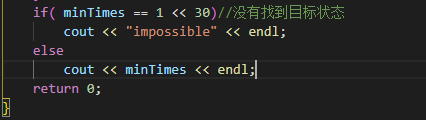 if( minTimes == 1 << 30)//没有找到目标状态
cout << "impossible" << endl;
else
cout << minTimes << endl;
return 0;
}